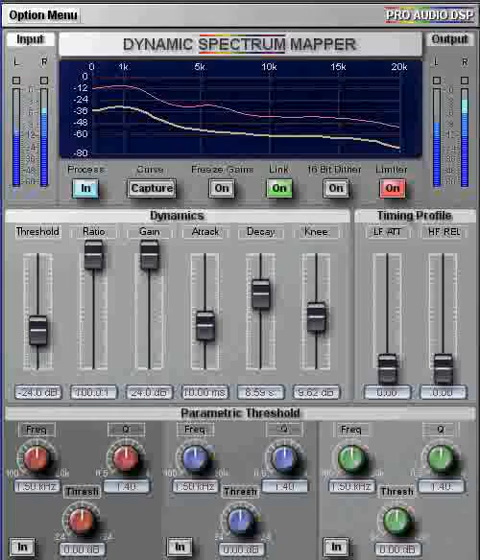 Option Menu
PRO AUDIO DSP
Input
DYNAMIC SPECTRUM MAPPER
Output
L R
L R
0 1k 5k 10k 15k 20k
0
-12
-24
-36
-48
-60
-80
Process Curve Freeze Gains Link 16 Bit Dither Limiter
In Capture On On On On
Dynamics
Timing Profile
Threshold Ratio Gain Attack Decay Knee
LF ATT HF REL
-24.0 dB 100.0:1 24.0 dB 10.00 ms 8.59 s 9.62 dB
0.00 0.00
Parametric Threshold
Freq Q Freq Q Freq Q
1.50 kHz 1.40 1.50 kHz 1.40 1.50 kHz 1.40
Thresh Thresh Thresh
In 0.00 dB In 0.00 dB In 0.00 dB